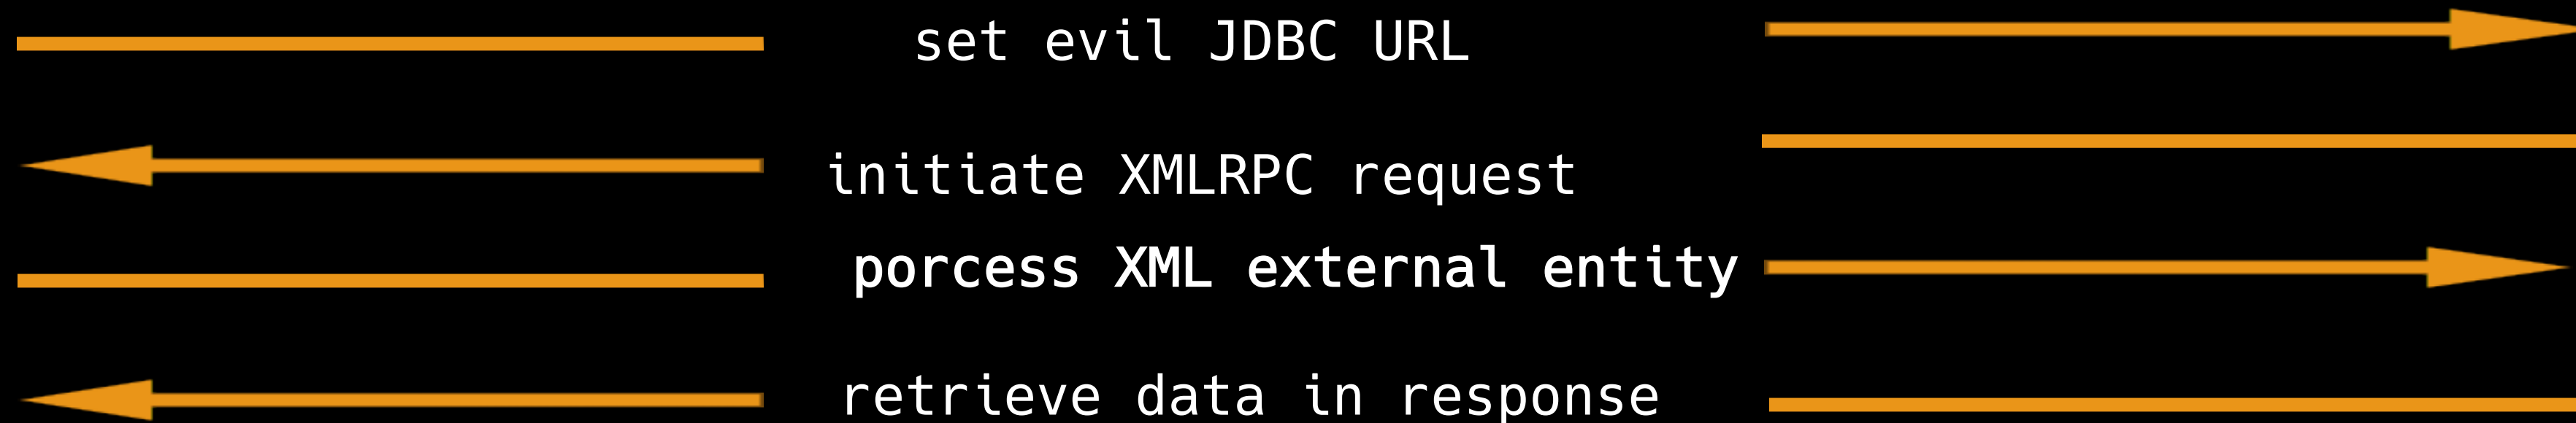 set evil JDBC URL
initiate XMLRPC request
porcess XML external entity
retrieve data in response